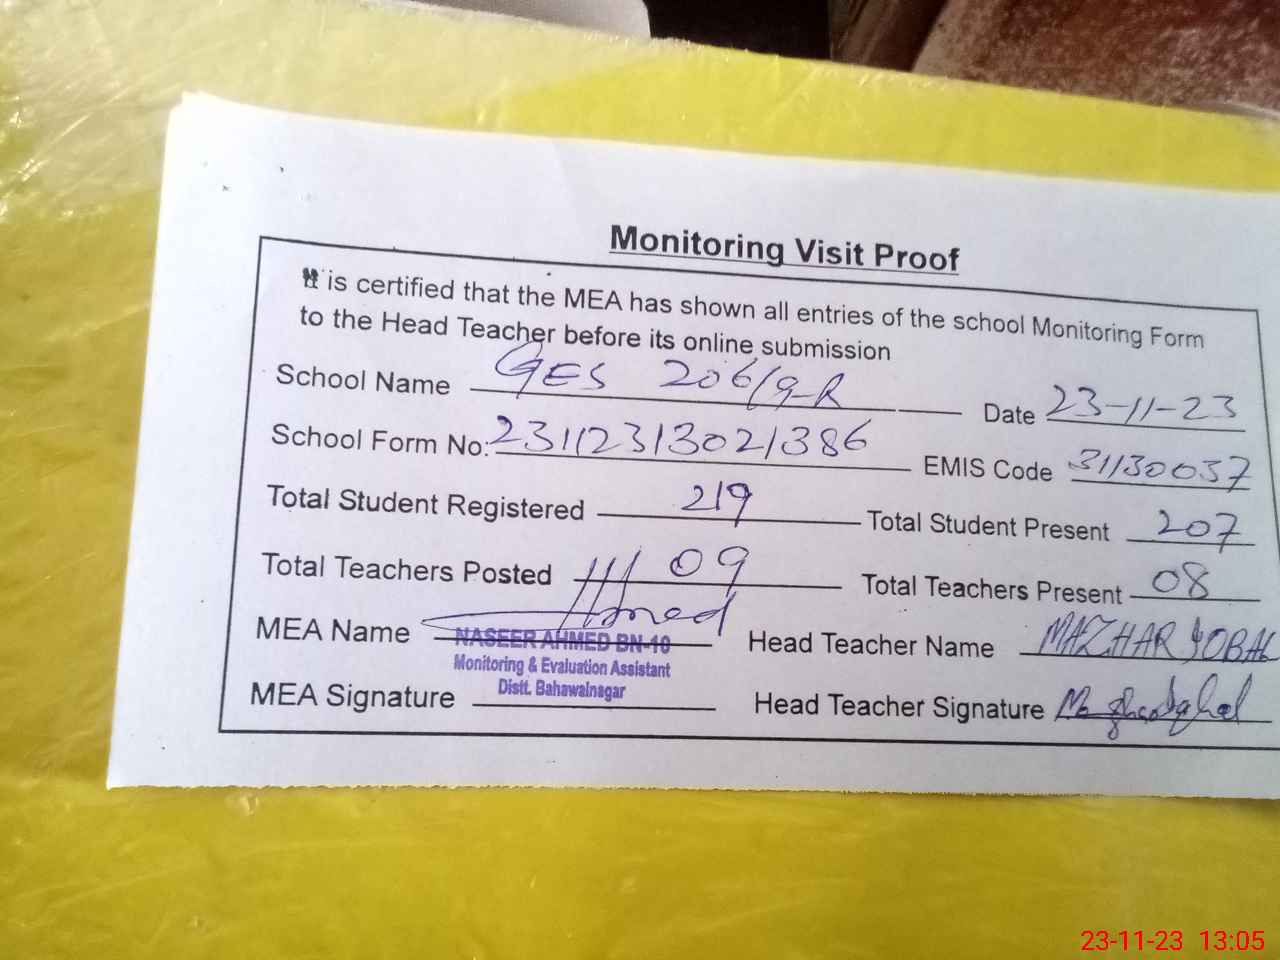 Monitoring Visit Proof
It is certified that the MEA has shown all entries of the school Monitoring Form
to the Head Teacher before its online submission
School Name GES 206/9-R Date 23-11-23
School Form No: 23112313021386 EMIS Code 31130037
Total Student Registered 219 Total Student Present 207
Total Teachers Posted 09 Total Teachers Present 08
MEA Name NASEER AHMED BN-10 Head Teacher Name MAZHAR IQBAL
Monitoring & Evaluation Assistant
Distt. Bahawalnagar
MEA Signature Head Teacher Signature
23-11-23 13:05